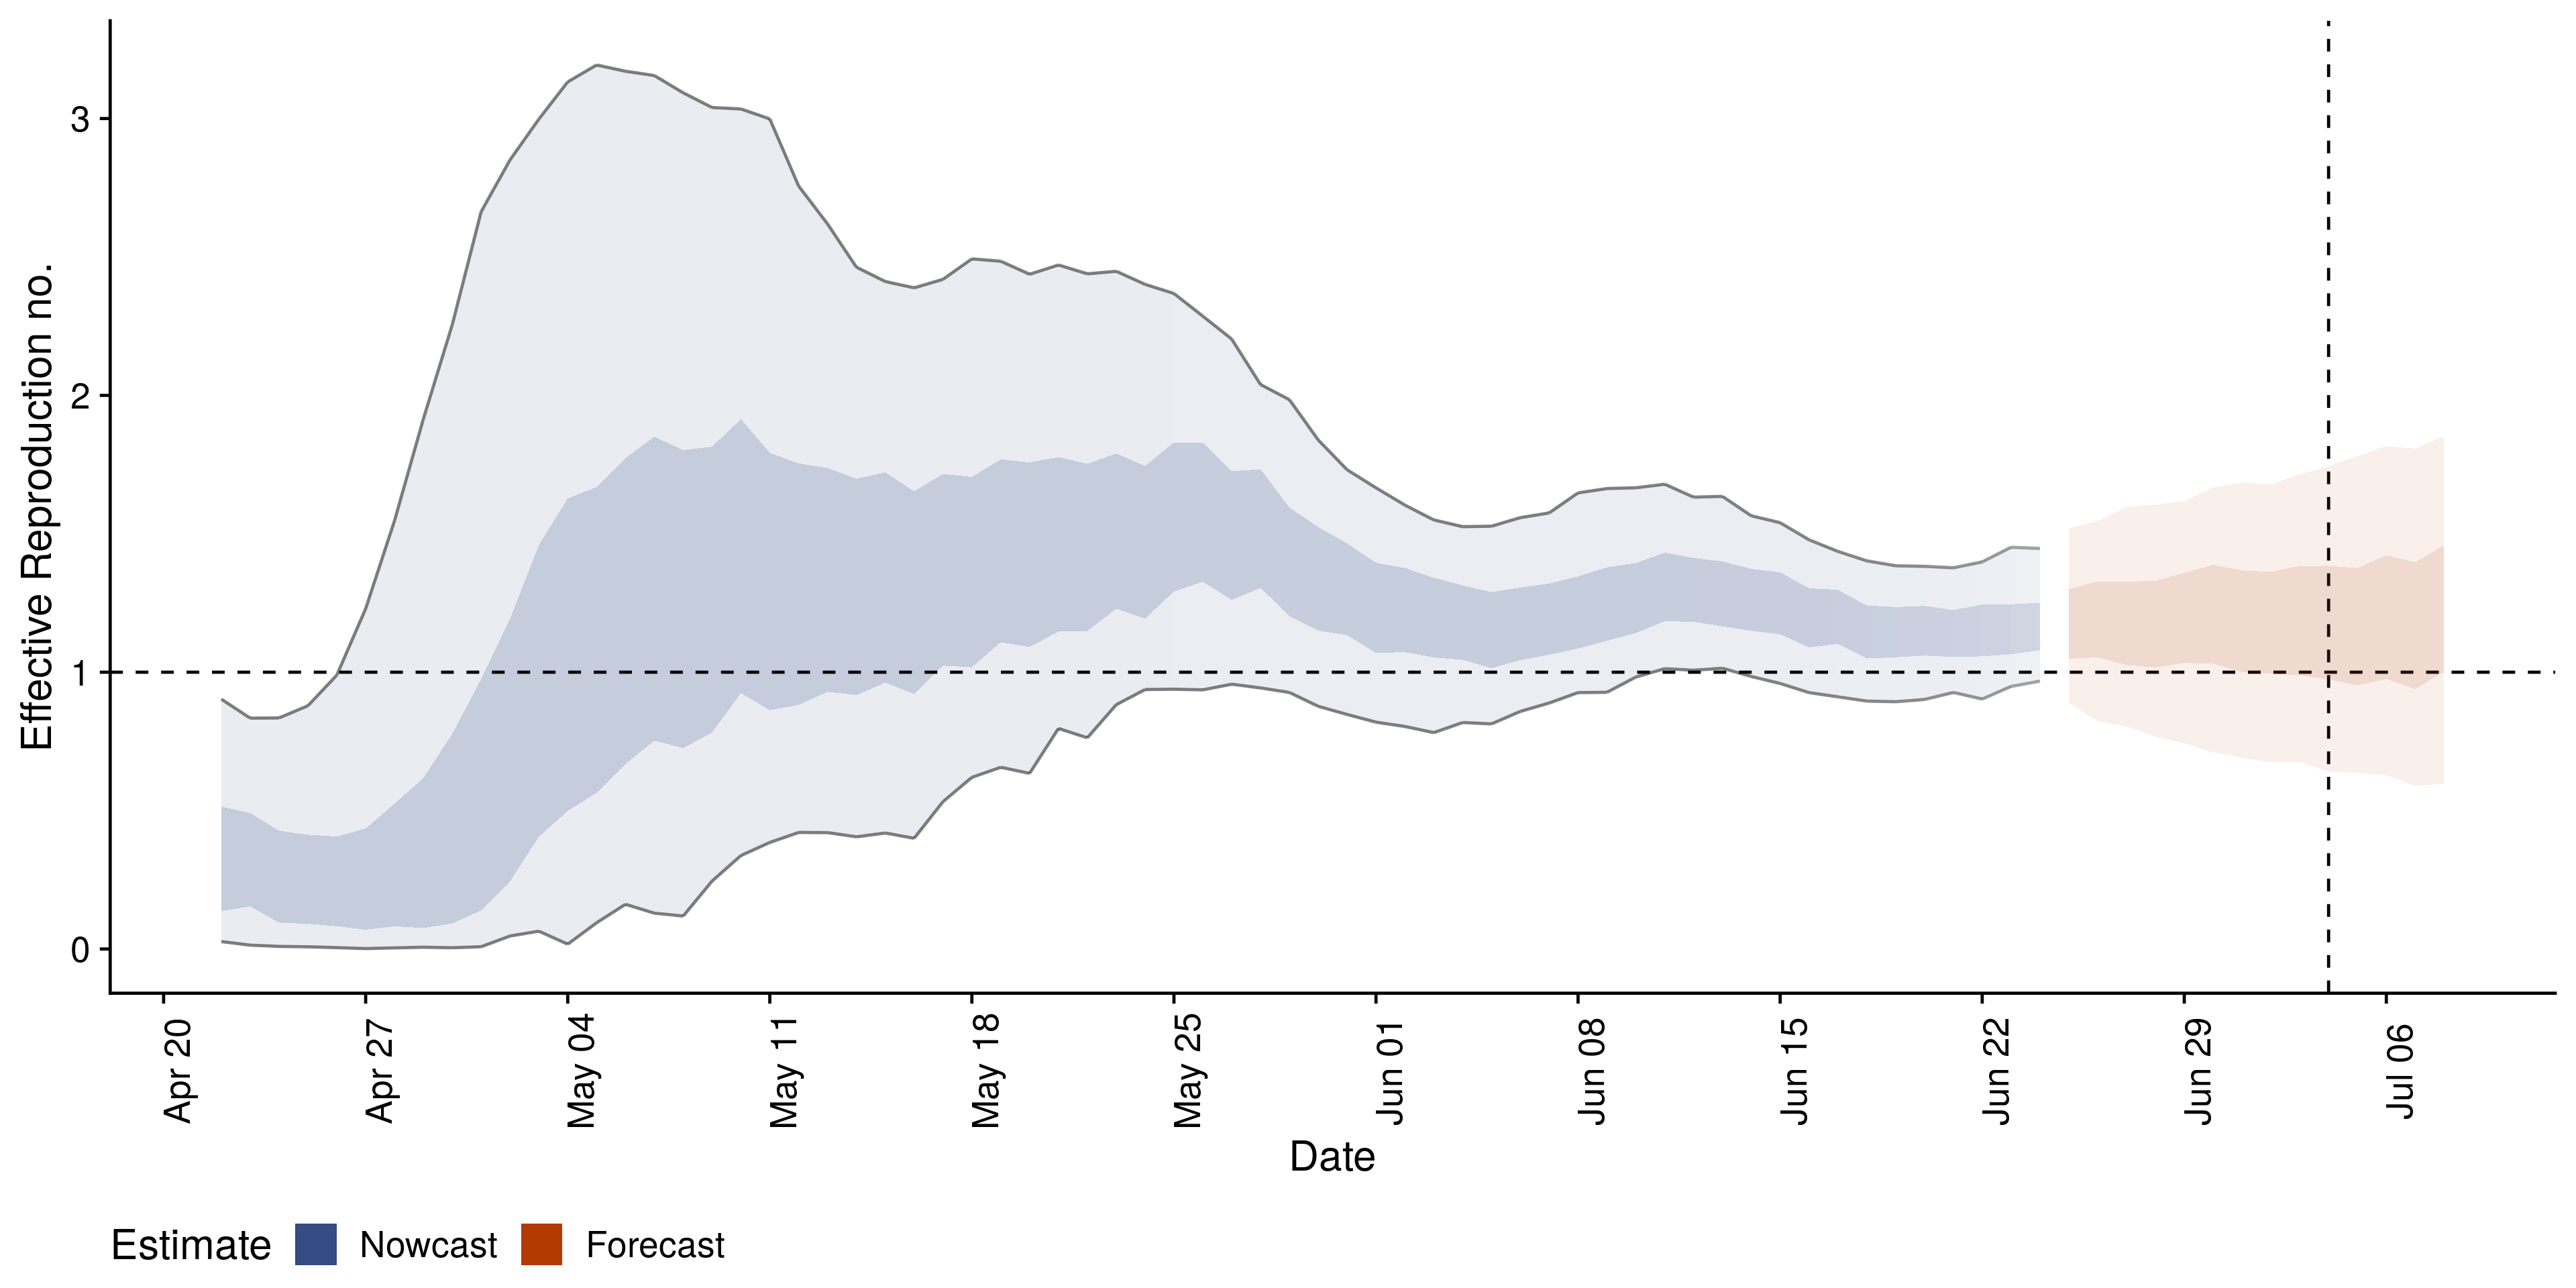 Effective Reproduction no.
3
2
1
0
Apr 20
Apr 27
May 04
May 11
May 18
May 25
Jun 01
Jun 08
Jun 15
Jun 22
Jun 29
Jul 06
Date
Estimate Nowcast Forecast